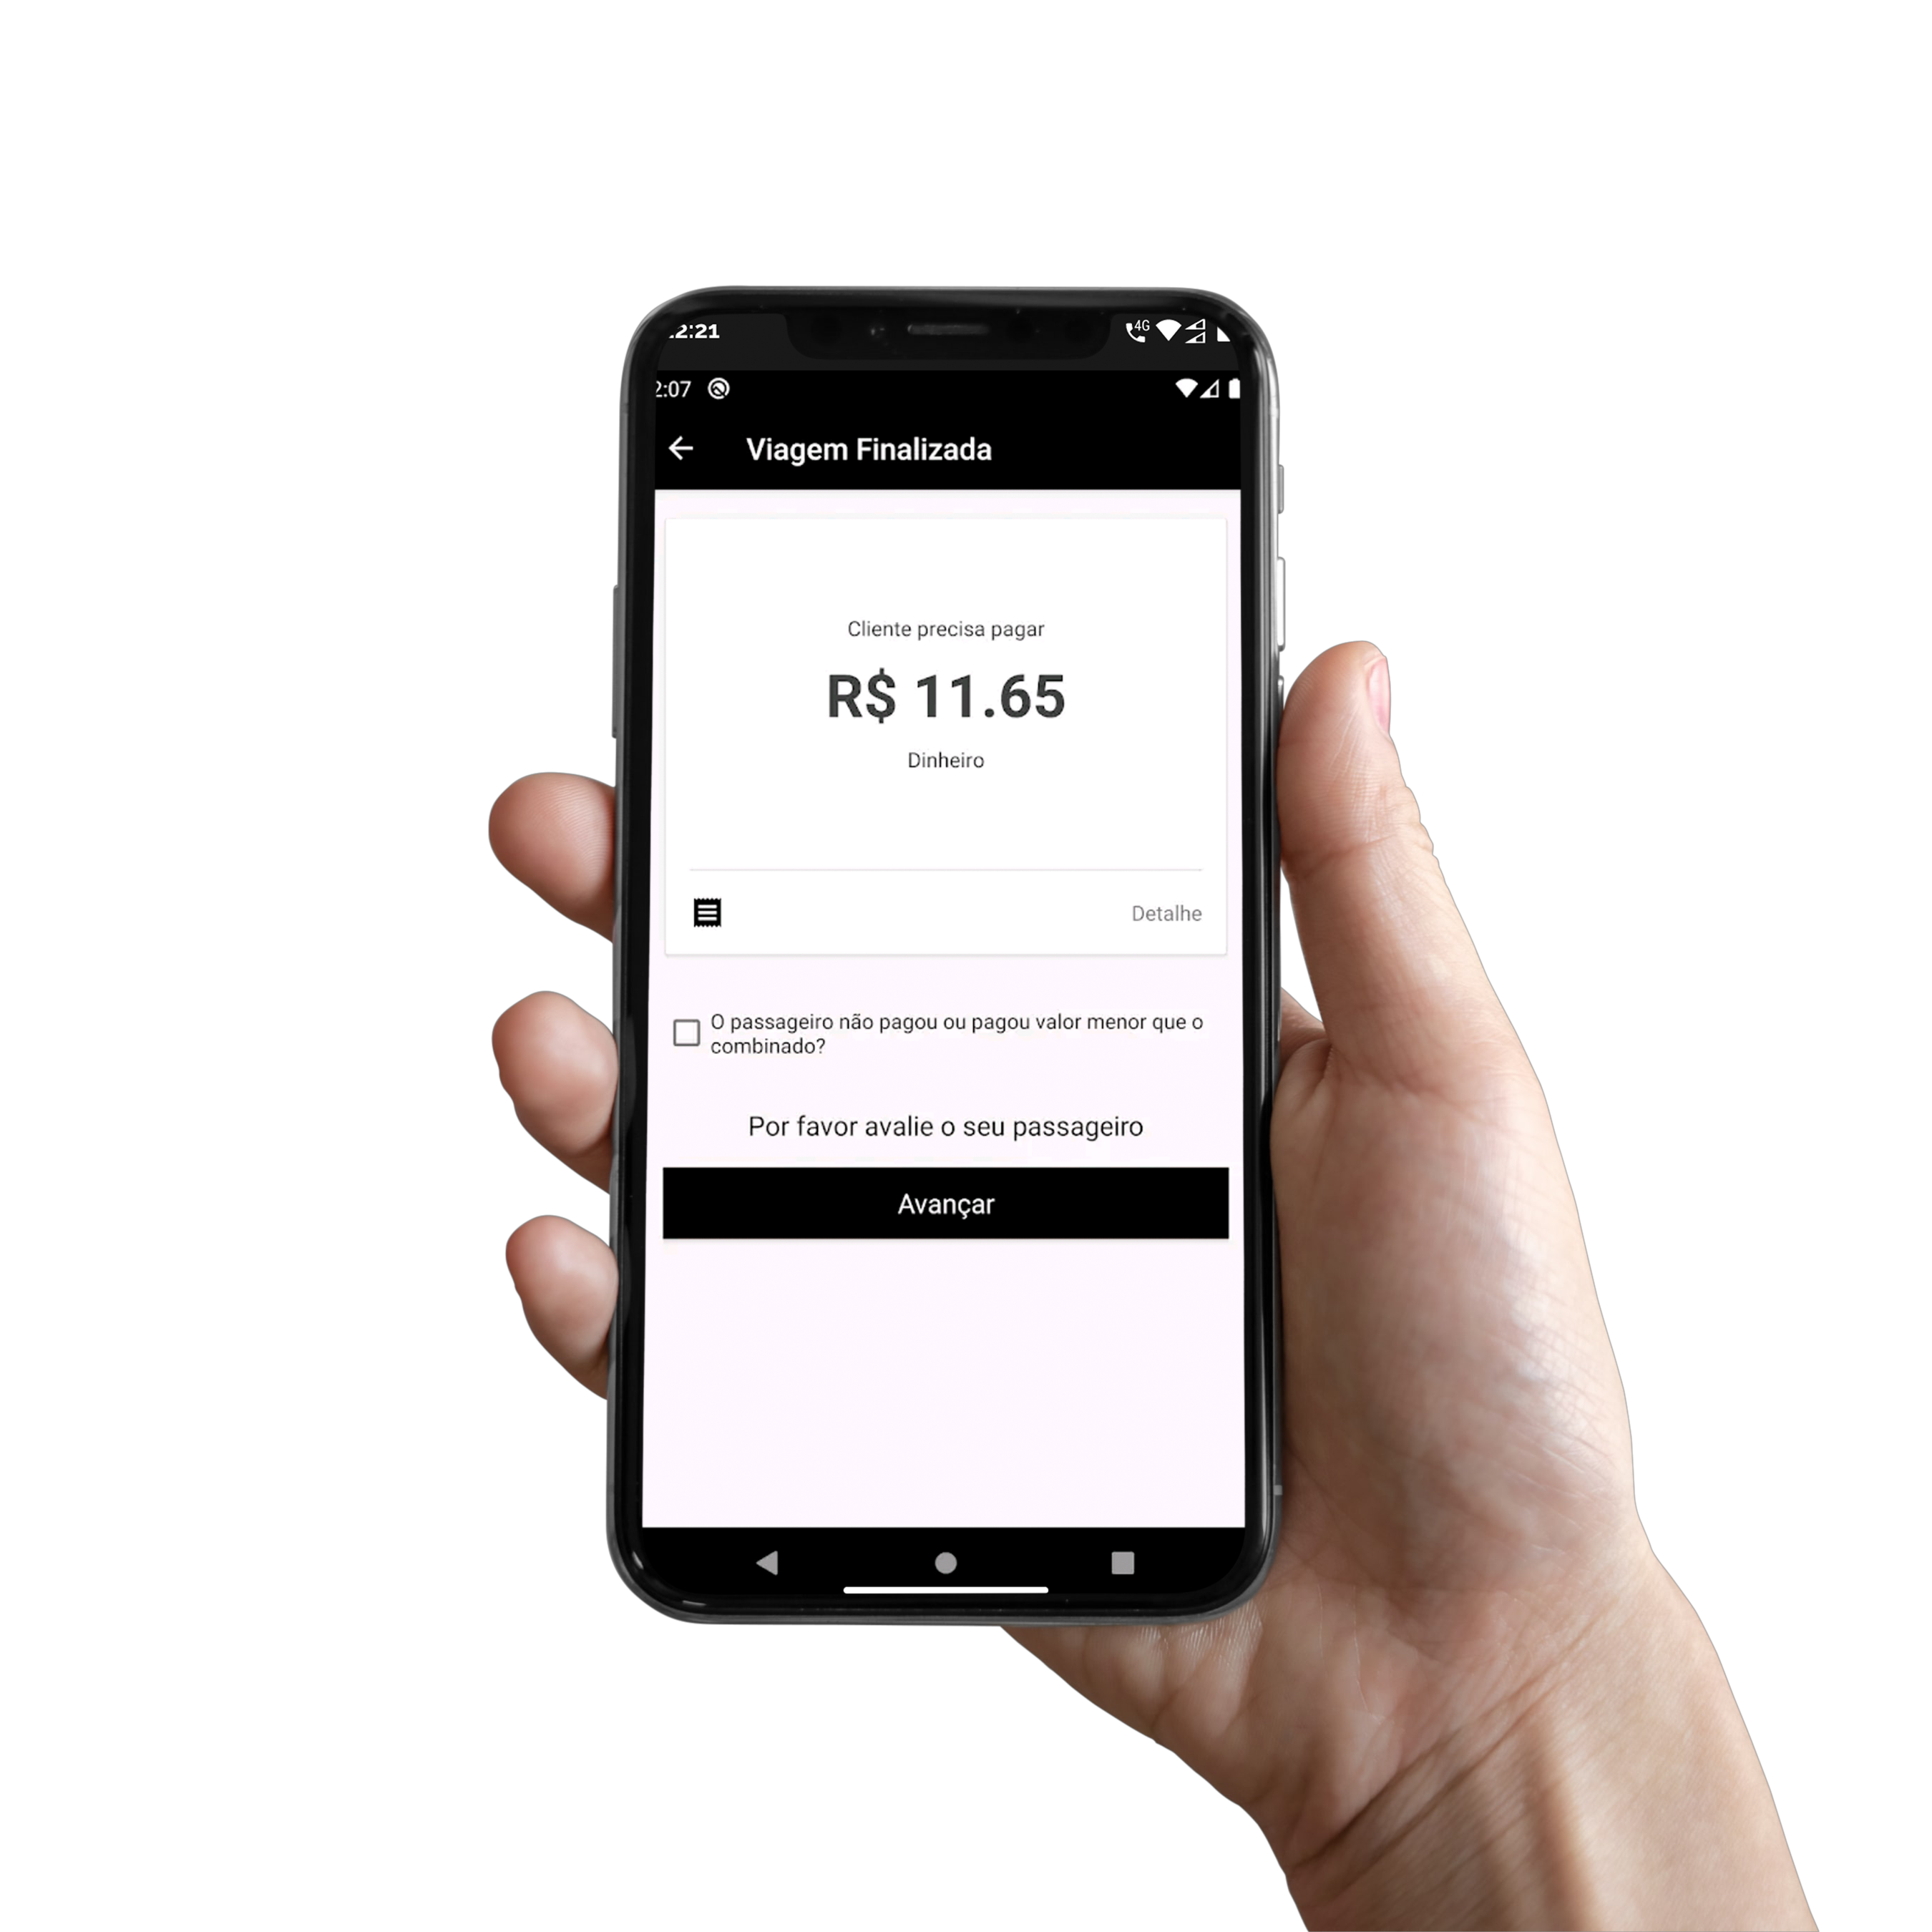 2:21
4G
2:07
Viagem Finalizada
Cliente precisa pagar
R$ 11.65
Dinheiro
Detalhe
O passageiro não pagou ou pagou valor menor que o
combinado?
Por favor avalie o seu passageiro
Avançar